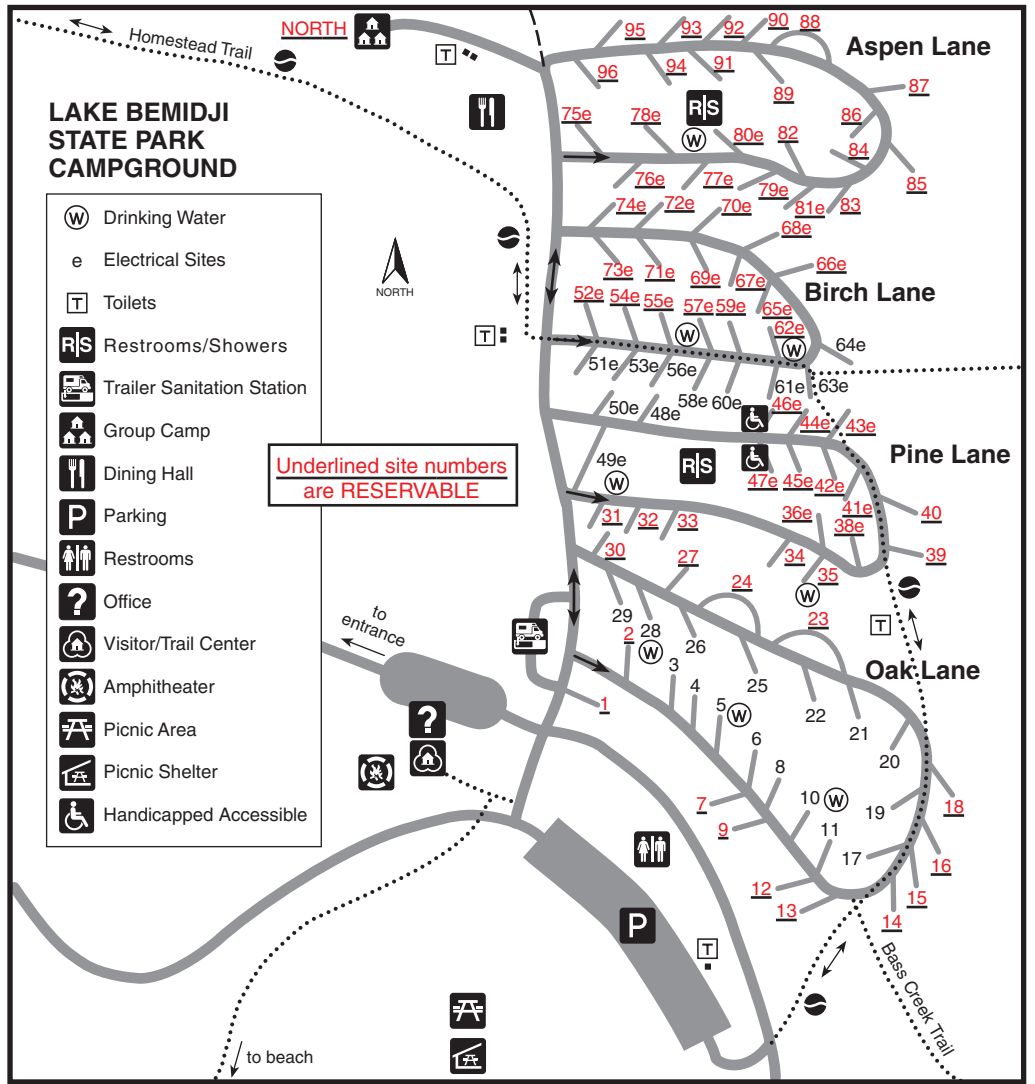 NORTH
T
Homestead Trail
95
93
92
90
88
Aspen Lane
96
94
91
89
87
86
84
85
LAKE BEMIDJI
STATE PARK
CAMPGROUND
75e
78e
R|S
W
80e
82
76e
77e
79e
81e
83
W Drinking Water
e Electrical Sites
T Toilets
R|S Restrooms/Showers
Trailer Sanitation Station
Group Camp
Dining Hall
P Parking
Restrooms
? Office
Visitor/Trail Center
Amphitheater
Picnic Area
Picnic Shelter
Handicapped Accessible
NORTH
74e
72e
70e
68e
73e
71e
69e
67e
66e
65e
Birch Lane
52e
54e
55e
57e
59e
62e
W
W
T
51e
53e
56e
58e
60e
61e
63e
64e
Underlined site numbers
are RESERVABLE
50e
48e
46e
44e
43e
Pine Lane
49e
W
R|S
47e
45e
42e
41e
40
31
32
33
36e
38e
39
34
35
W
30
27
24
23
T
Oak Lane
29
28
W
26
25
22
21
20
2
3
4
5
W
6
8
10
W
11
1
7
9
12
13
17
19
18
16
15
14
to
entrance
?
P
T
Bass Creek Trail
to beach